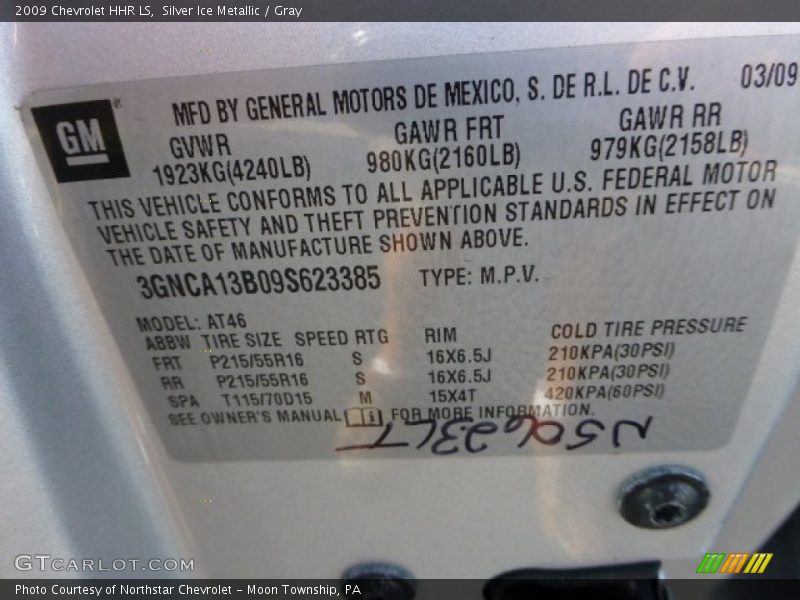 2009 Chevrolet HHR LS, Silver Ice Metallic / Gray
GM
MFD BY GENERAL MOTORS DE MEXICO, S. DE R.L. DE C.V. 03/09
GVWR GAWR FRT GAWR RR
1923KG(4240LB) 980KG(2160LB) 979KG(2158LB)
THIS VEHICLE CONFORMS TO ALL APPLICABLE U.S. FEDERAL MOTOR
VEHICLE SAFETY AND THEFT PREVENTION STANDARDS IN EFFECT ON
THE DATE OF MANUFACTURE SHOWN ABOVE.
3GNCA13B09S623385 TYPE: M.P.V.
MODEL: AT46
ABBW TIRE SIZE SPEED RTG RIM COLD TIRE PRESSURE
FRT P215/55R16 S 16X6.5J 210KPA(30PSI)
RR P215/55R16 S 16X6.5J 210KPA(30PSI)
SPA T115/70D15 M 15X4T 420KPA(60PSI)
SEE OWNER'S MANUAL FOR MORE INFORMATION.
GTcarlot.com
Photo Courtesy of Northstar Chevrolet - Moon Township, PA